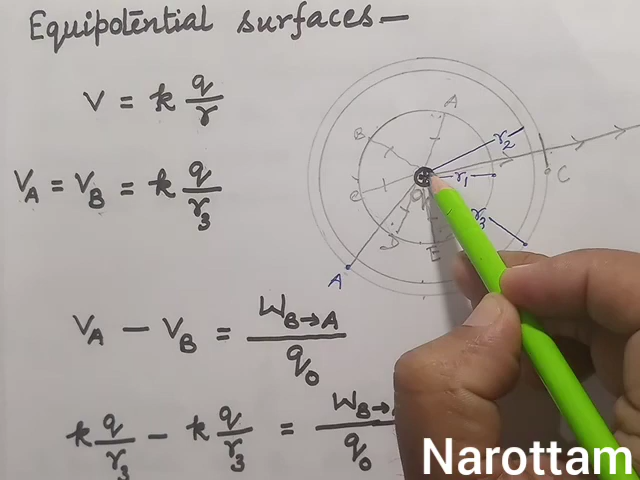 Equipotential surfaces —
V = k q/r
V_A = V_B = k q/r_3
V_A − V_B = W_B→A / q_0
k q/r_3 − k q/r_3 = W_B→ / q_0
A
B
r_2
C
r_1
C
q
r_3
D
E
A
Narottam